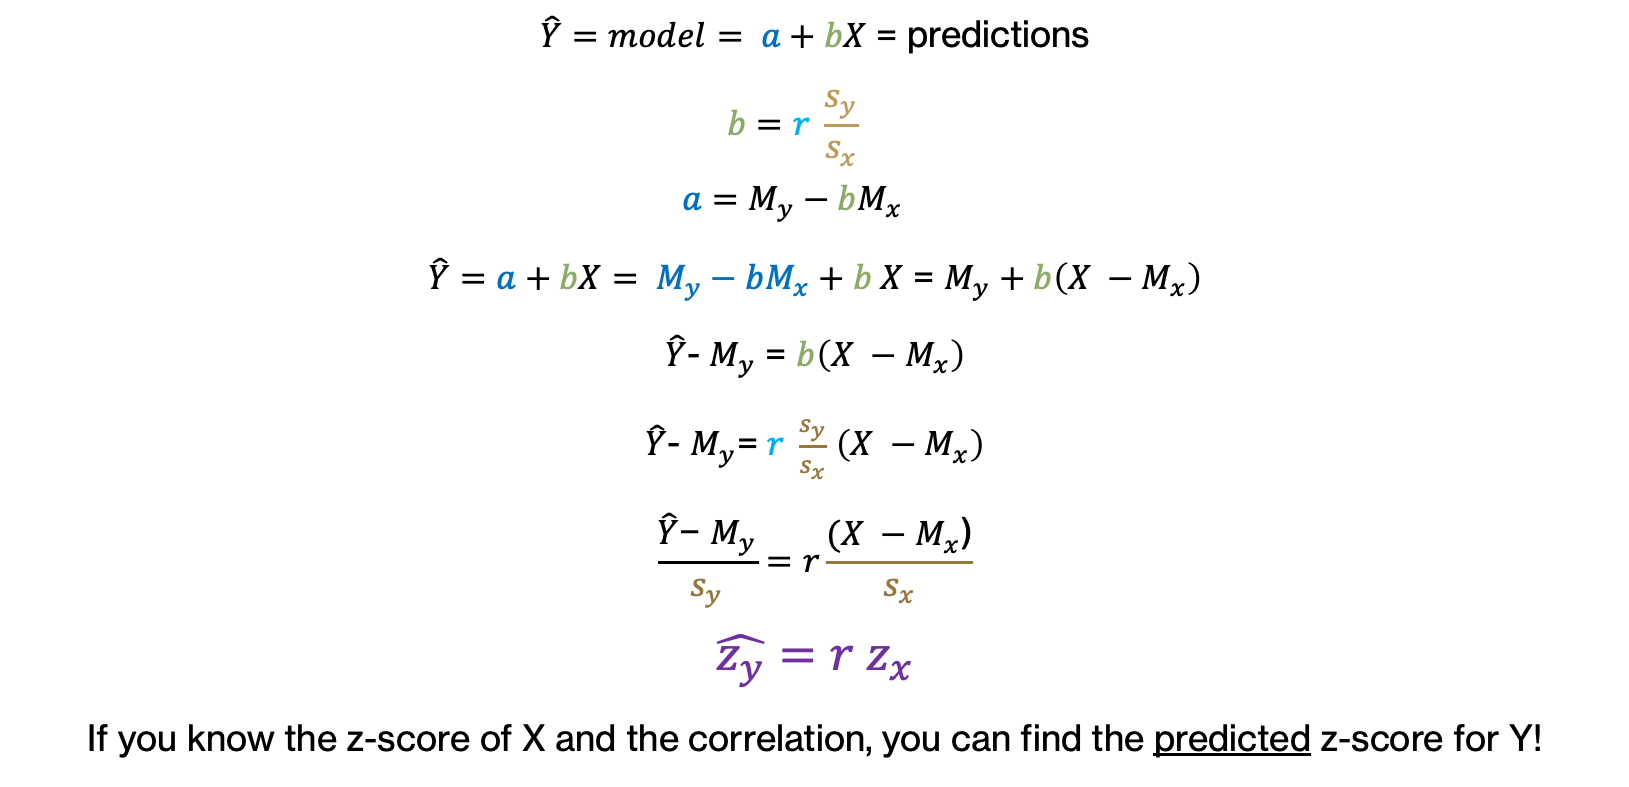 Ŷ = model = a + bX = predictions
b = r s_y / s_x
a = M_y − bM_x
Ŷ = a + bX = M_y − bM_x + b X = M_y + b(X − M_x)
Ŷ- M_y = b(X − M_x)
Ŷ- M_y= r s_y / s_x (X − M_x)
Ŷ− M_y / s_y = r (X − M_x) / s_x
\widehat{z_y} = r z_x
If you know the z-score of X and the correlation, you can find the predicted z-score for Y!